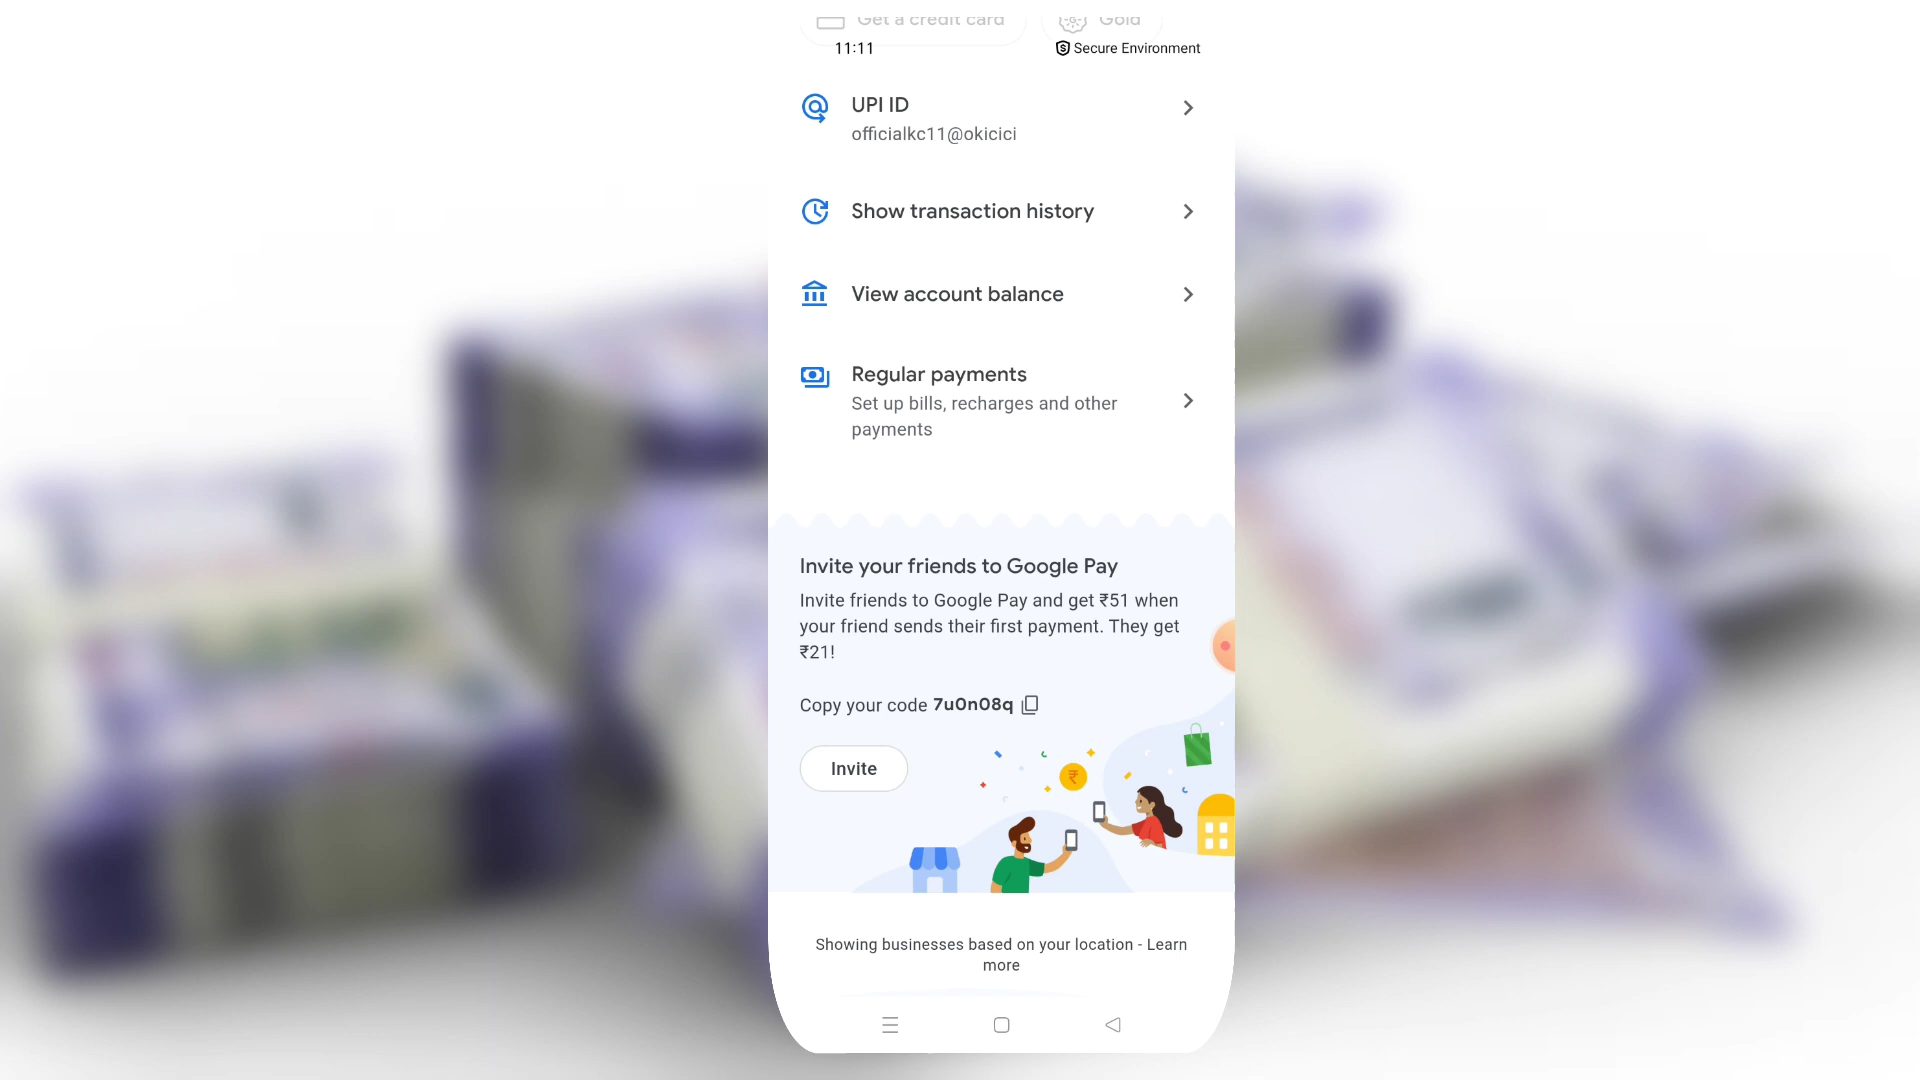 Get a credit card
Gold
11:11
Secure Environment
UPI ID
officialkc11@okicici
Show transaction history
View account balance
Regular payments
Set up bills, recharges and other
payments
Invite your friends to Google Pay
Invite friends to Google Pay and get ₹51 when
your friend sends their first payment. They get
₹21!
Copy your code 7u0n08q
₹
Invite
Showing businesses based on your location - Learn
more